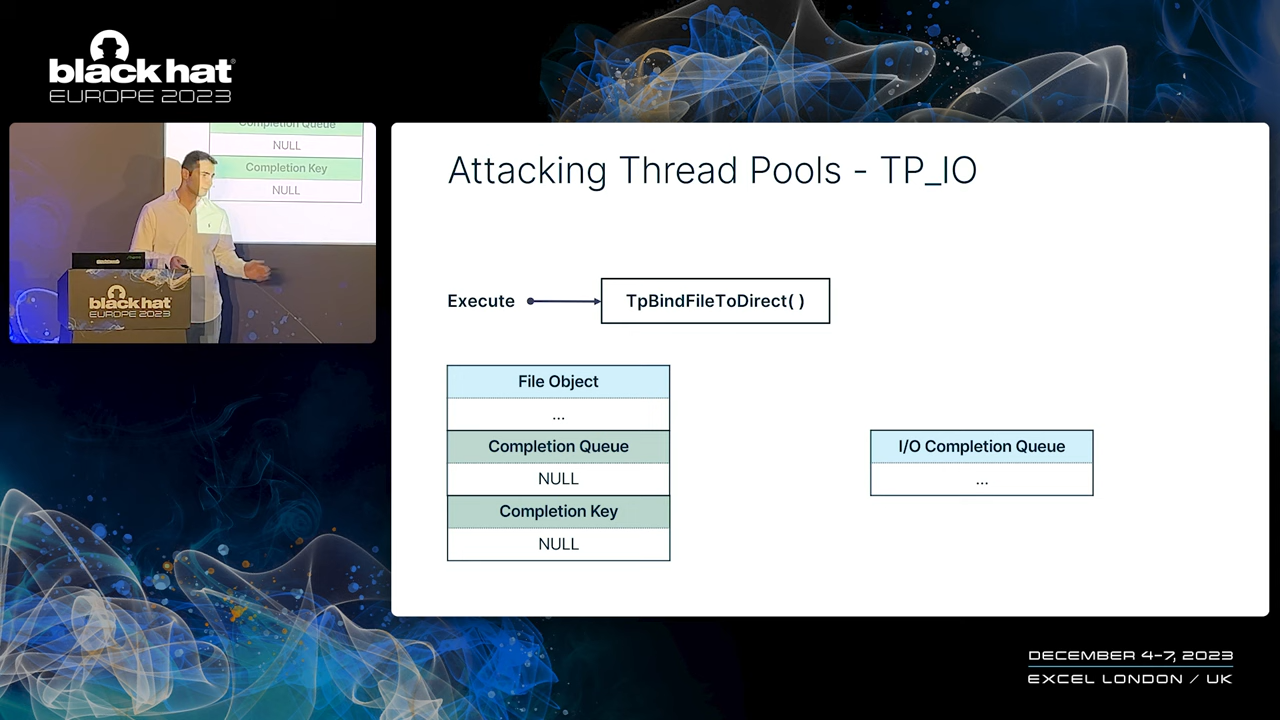 black hat
EUROPE 2023
Completion Queue
NULL
Completion Key
NULL
black hat
EUROPE 2023
Attacking Thread Pools - TP_IO
Execute
TpBindFileToDirect( )
File Object
...
Completion Queue
NULL
Completion Key
NULL
I/O Completion Queue
...
DECEMBER 4-7, 2023
EXCEL LONDON / UK